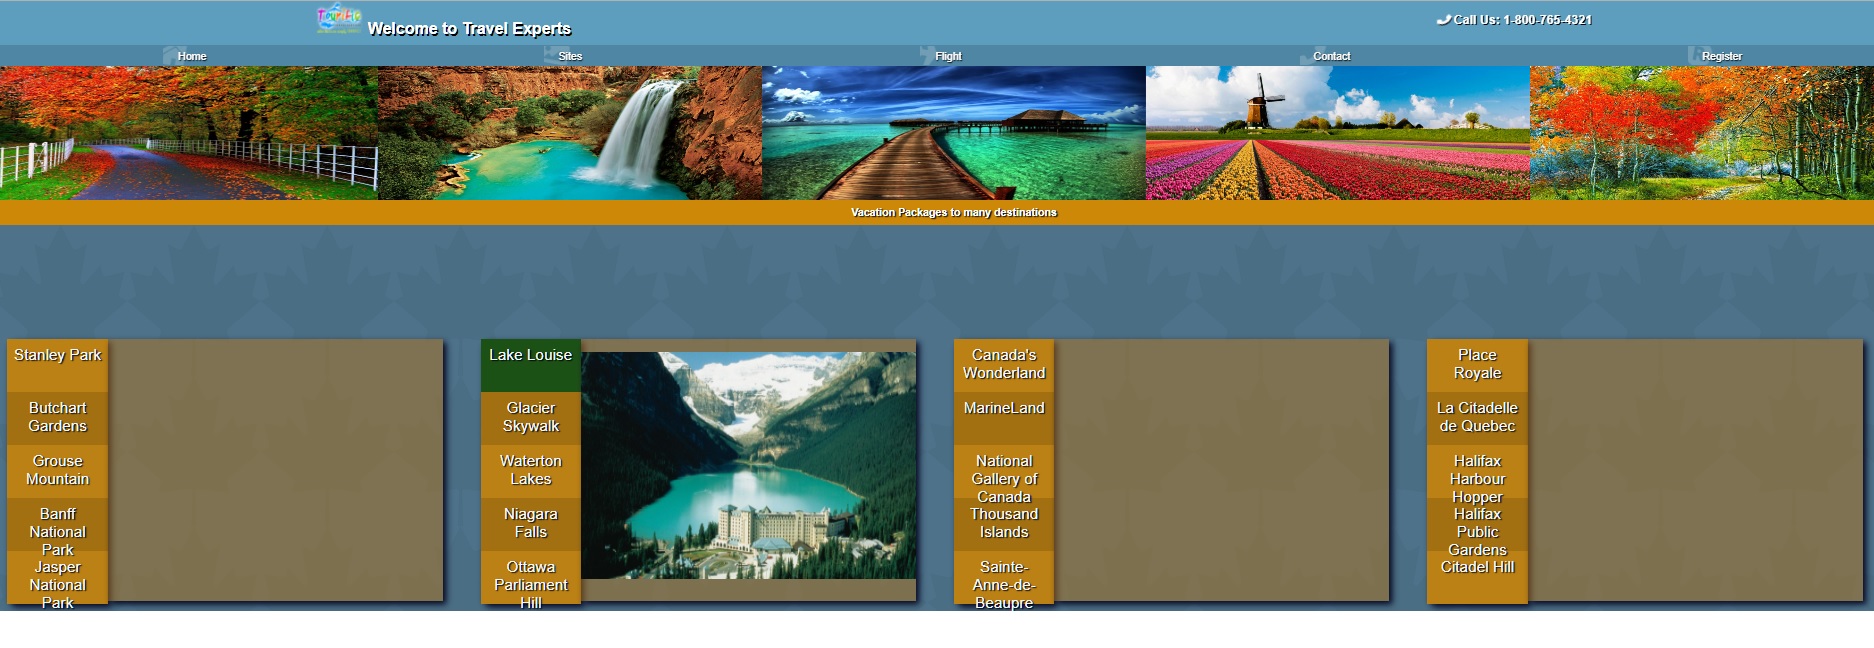 Welcome to Travel Experts
Call Us: 1-800-765-4321
Home
Sites
Flight
Contact
Register
Vacation Packages to many destinations
Stanley Park
Butchart
Gardens
Grouse
Mountain
Banff
National
Park
Jasper
National
Park
Lake Louise
Glacier
Skywalk
Waterton
Lakes
Niagara
Falls
Ottawa
Parliament
Hill
Canada's
Wonderland
MarineLand
National
Gallery of
Canada
Thousand
Islands
Sainte-
Anne-de-
Beaupre
Place
Royale
La Citadelle
de Quebec
Halifax
Harbour
Hopper
Halifax
Public
Gardens
Citadel Hill